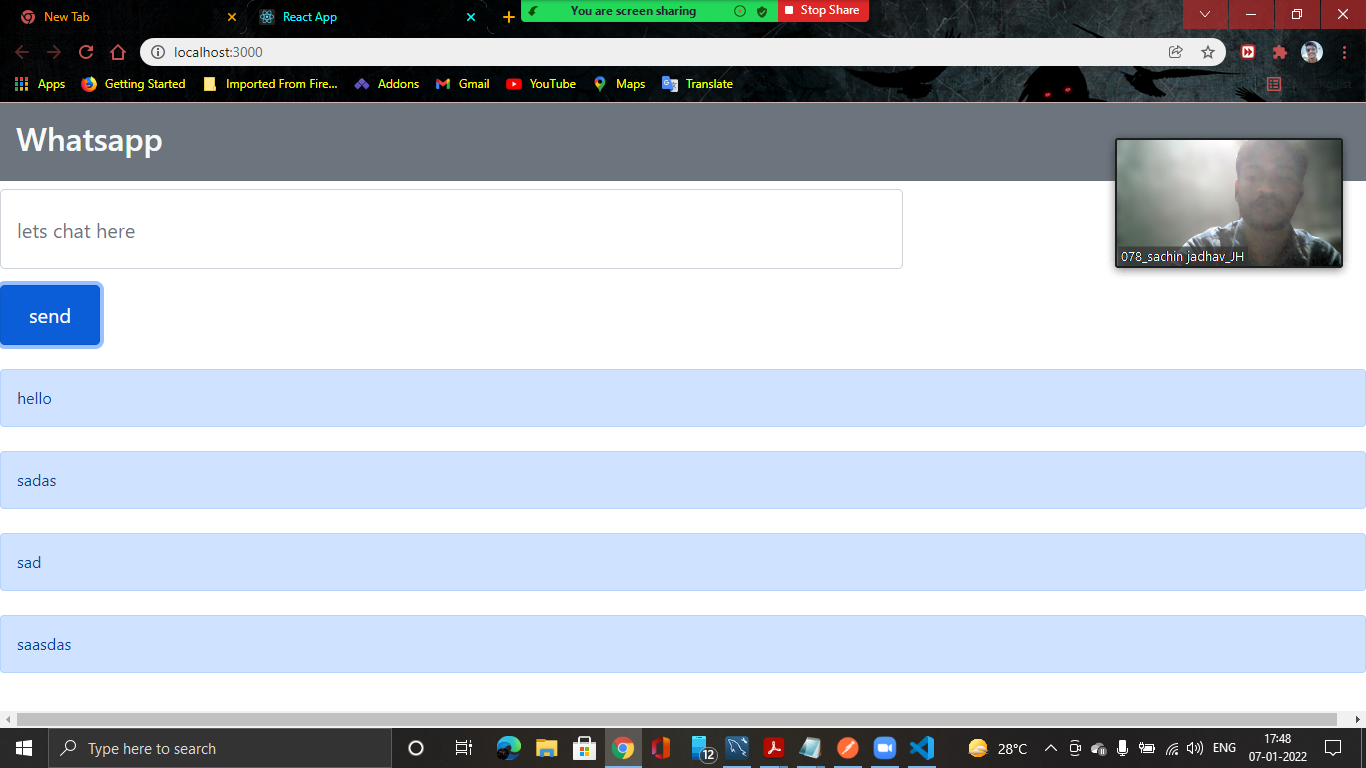 New Tab
React App
You are screen sharing
Stop Share
localhost:3000
Apps
Getting Started
Imported From Fire...
Addons
Gmail
YouTube
Maps
Translate
Whatsapp
078_sachin jadhav_JH
lets chat here
send
hello
sadas
sad
saasdas
Type here to search
12
28°C
ENG
17:48
07-01-2022